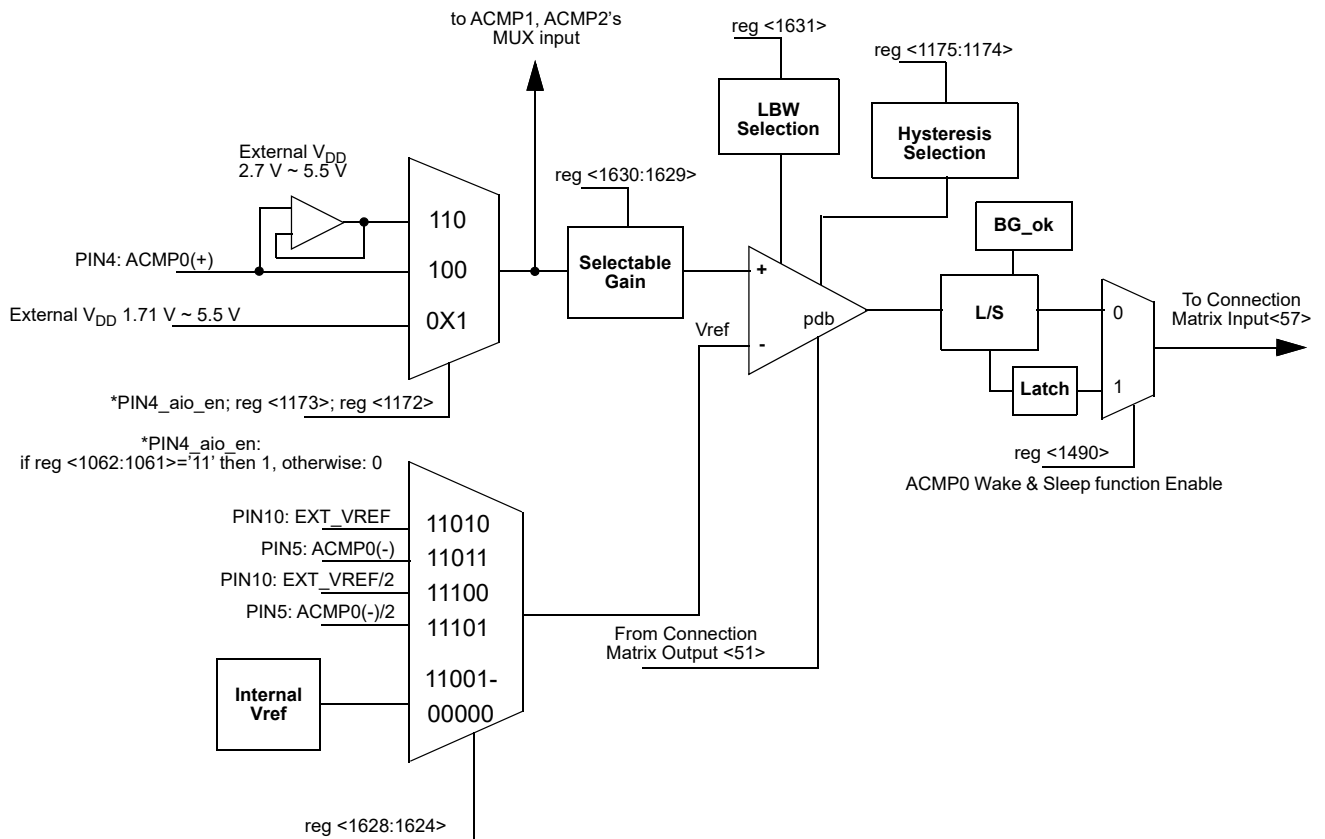 to ACMP1, ACMP2's
MUX input
reg <1631>
reg <1175:1174>
LBW
Selection
Hysteresis
Selection
External VDD
2.7 V ~ 5.5 V
reg <1630:1629>
110
BG_ok
PIN4: ACMP0(+)
100
Selectable
Gain
+
External VDD 1.71 V ~ 5.5 V
0X1
Vref
-
pdb
L/S
0
To Connection
Matrix Input<57>
Latch
1
*PIN4_aio_en; reg <1173>; reg <1172>
*PIN4_aio_en:
if reg <1062:1061>='11' then 1, otherwise: 0
reg <1490>
ACMP0 Wake & Sleep function Enable
PIN10: EXT_VREF
11010
PIN5: ACMP0(-)
11011
PIN10: EXT_VREF/2
11100
PIN5: ACMP0(-)/2
11101
From Connection
Matrix Output <51>
Internal
Vref
11001-
00000
reg <1628:1624>